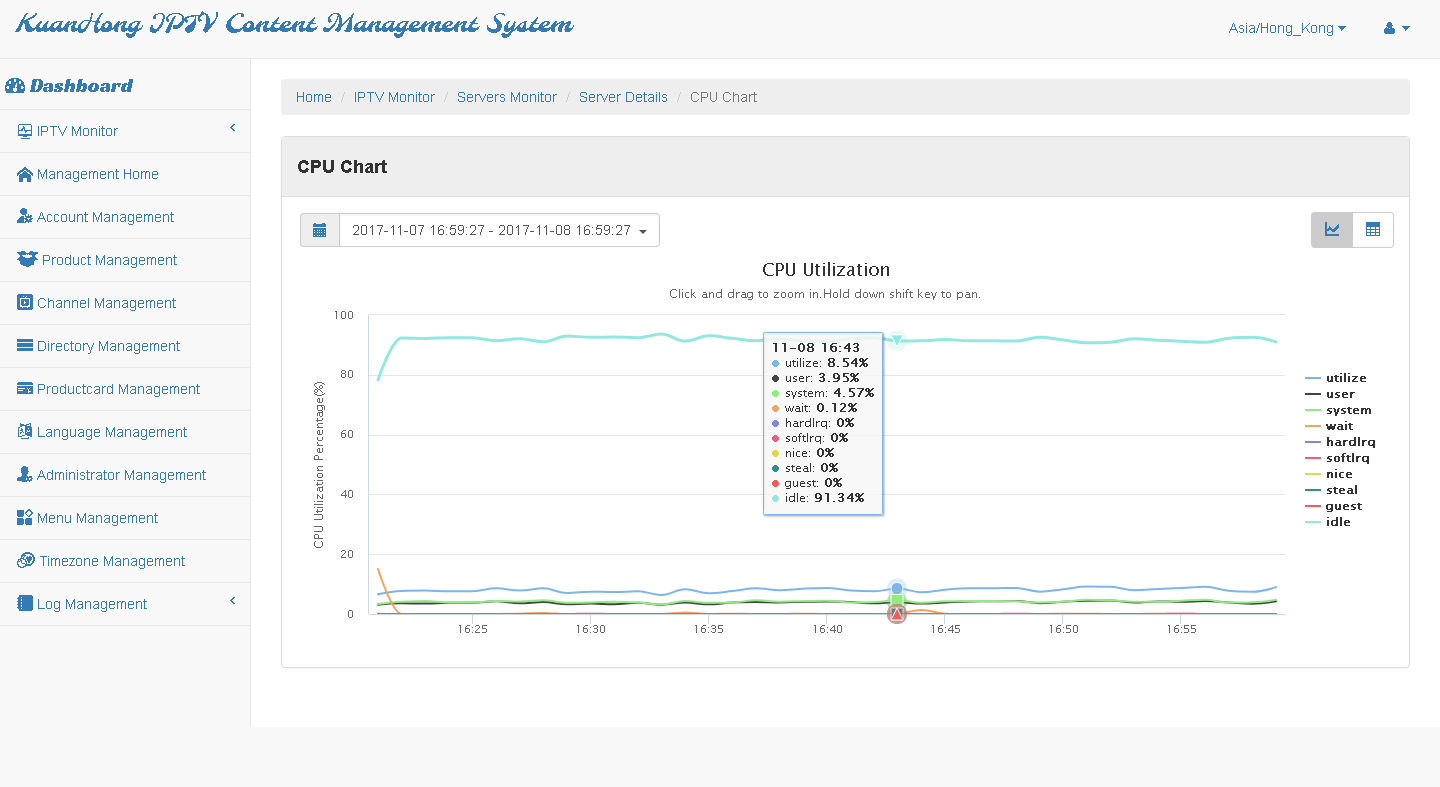 KuanHong IPTV Content Management System
Asia/Hong_Kong
Dashboard
IPTV Monitor
Management Home
Account Management
Product Management
Channel Management
Directory Management
Productcard Management
Language Management
Administrator Management
Menu Management
Timezone Management
Log Management
Home / IPTV Monitor / Servers Monitor / Server Details / CPU Chart
CPU Chart
2017-11-07 16:59:27 - 2017-11-08 16:59:27
CPU Utilization
Click and drag to zoom in.Hold down shift key to pan.
CPU Utilization Percentage(%)
100
80
60
40
20
0
11-08 16:43
utilize: 8.54%
user: 3.95%
system: 4.57%
wait: 0.12%
hardIrq: 0%
softIrq: 0%
nice: 0%
steal: 0%
guest: 0%
idle: 91.34%
16:25 16:30 16:35 16:40 16:45 16:50 16:55
utilize
user
system
wait
hardIrq
softIrq
nice
steal
guest
idle